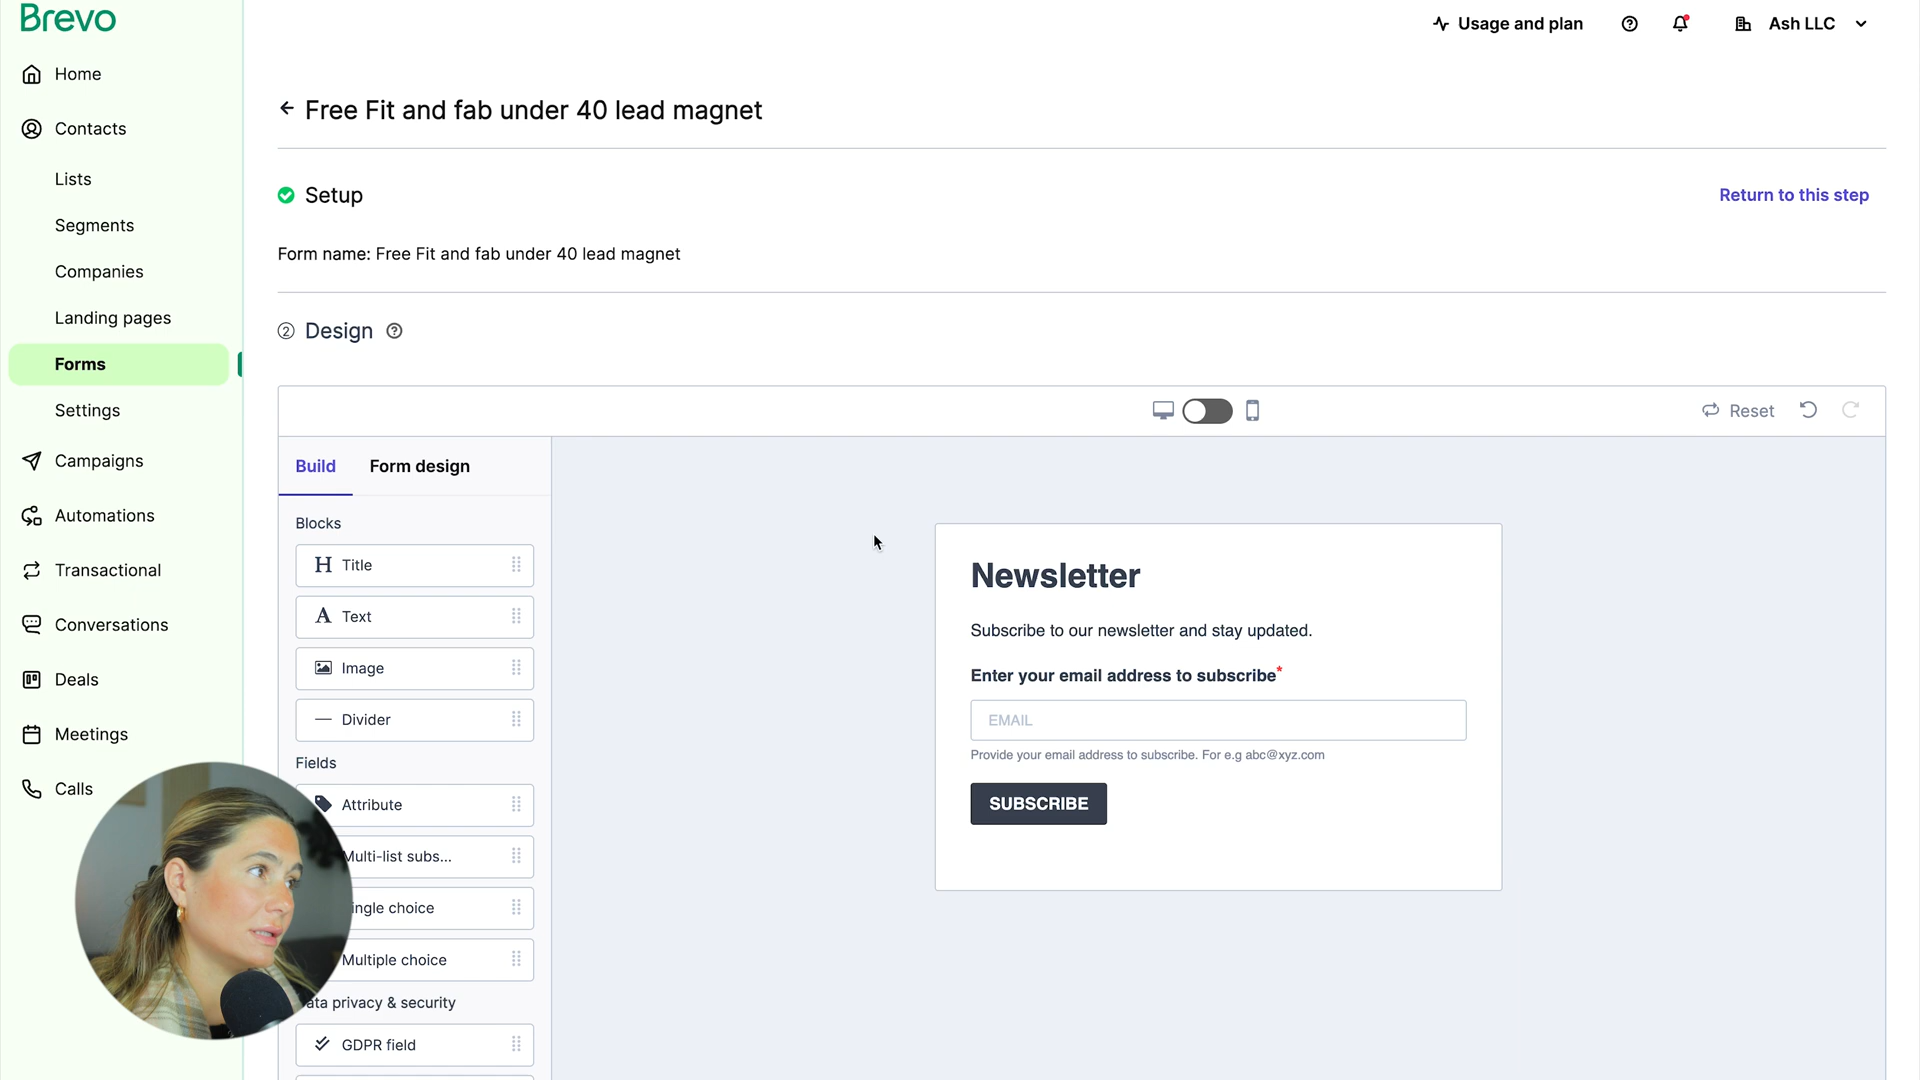 Brevo
Usage and plan
Ash LLC
Home
Contacts
Lists
Segments
Companies
Landing pages
Forms
Settings
Campaigns
Automations
Transactional
Conversations
Deals
Meetings
Calls
Free Fit and fab under 40 lead magnet
Setup
Return to this step
Form name: Free Fit and fab under 40 lead magnet
2 Design
Reset
Build
Form design
Blocks
H Title
A Text
Image
Divider
Fields
Attribute
Multi-list subs...
ingle choice
Multiple choice
ata privacy & security
GDPR field
Newsletter
Subscribe to our newsletter and stay updated.
Enter your email address to subscribe*
EMAIL
Provide your email address to subscribe. For e.g abc@xyz.com
SUBSCRIBE